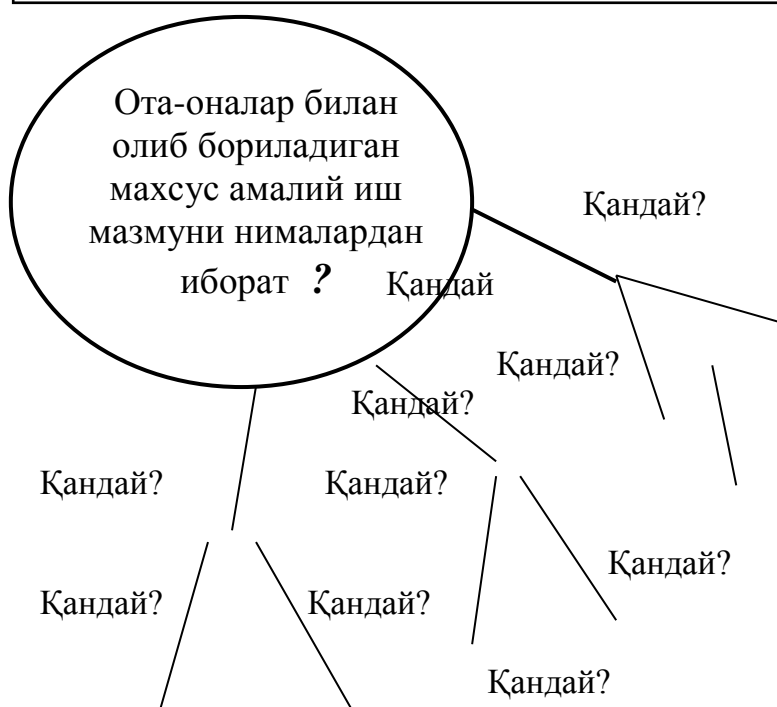 Ота-оналар билан
олиб бориладиган
махсус амалий иш
мазмуни нималардан
иборат ?
Қандай?
Қандай
Қандай?
Қандай?
Қандай?
Қандай?
Қандай?
Қандай?
Қандай?
Қандай?